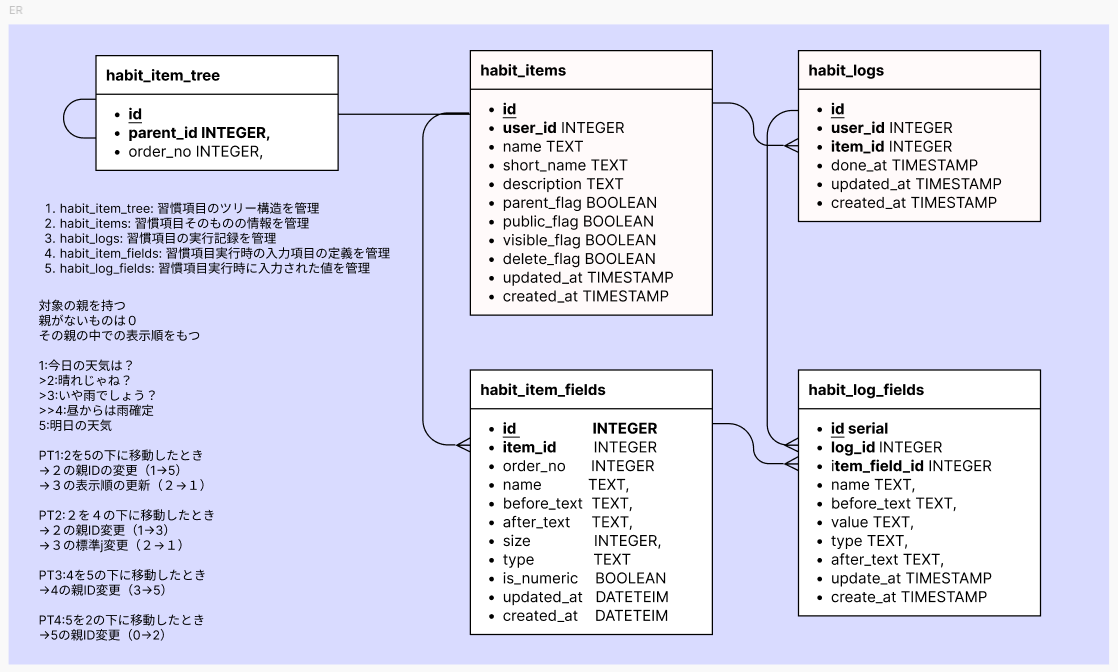 ER
habit_item_tree
id
parent_id INTEGER,
order_no INTEGER,
1. habit_item_tree: 習慣項目のツリー構造を管理
2. habit_items: 習慣項目そのものの情報を管理
3. habit_logs: 習慣項目の実行記録を管理
4. habit_item_fields: 習慣項目実行時の入力項目の定義を管理
5. habit_log_fields: 習慣項目実行時に入力された値を管理
対象の親を持つ
親がないものは０
その親の中での表示順をもつ
1:今日の天気は？
>2:晴れじゃね？
>3:いや雨でしょう？
>>4:昼からは雨確定
5:明日の天気
PT1:2を5の下に移動したとき
→２の親IDの変更（1→5）
→３の表示順の更新（２→１）
PT2:２を４の下に移動したとき
→２の親ID変更（1→3）
→３の標準j変更（２→１）
PT3:4を5の下に移動したとき
→4の親ID変更（3→5）
PT4:5を2の下に移動したとき
→5の親ID変更（0→2）
habit_items
id
user_id INTEGER
name TEXT
short_name TEXT
description TEXT
parent_flag BOOLEAN
public_flag BOOLEAN
visible_flag BOOLEAN
delete_flag BOOLEAN
updated_at TIMESTAMP
created_at TIMESTAMP
habit_logs
id
user_id INTEGER
item_id INTEGER
done_at TIMESTAMP
updated_at TIMESTAMP
created_at TIMESTAMP
habit_item_fields
id INTEGER
item_id INTEGER
order_no INTEGER
name TEXT,
before_text TEXT,
after_text TEXT,
size INTEGER,
type TEXT
is_numeric BOOLEAN
updated_at DATETEIM
created_at DATETEIM
habit_log_fields
id serial
log_id INTEGER
item_field_id INTEGER
name TEXT,
before_text TEXT,
value TEXT,
type TEXT,
after_text TEXT,
update_at TIMESTAMP
create_at TIMESTAMP